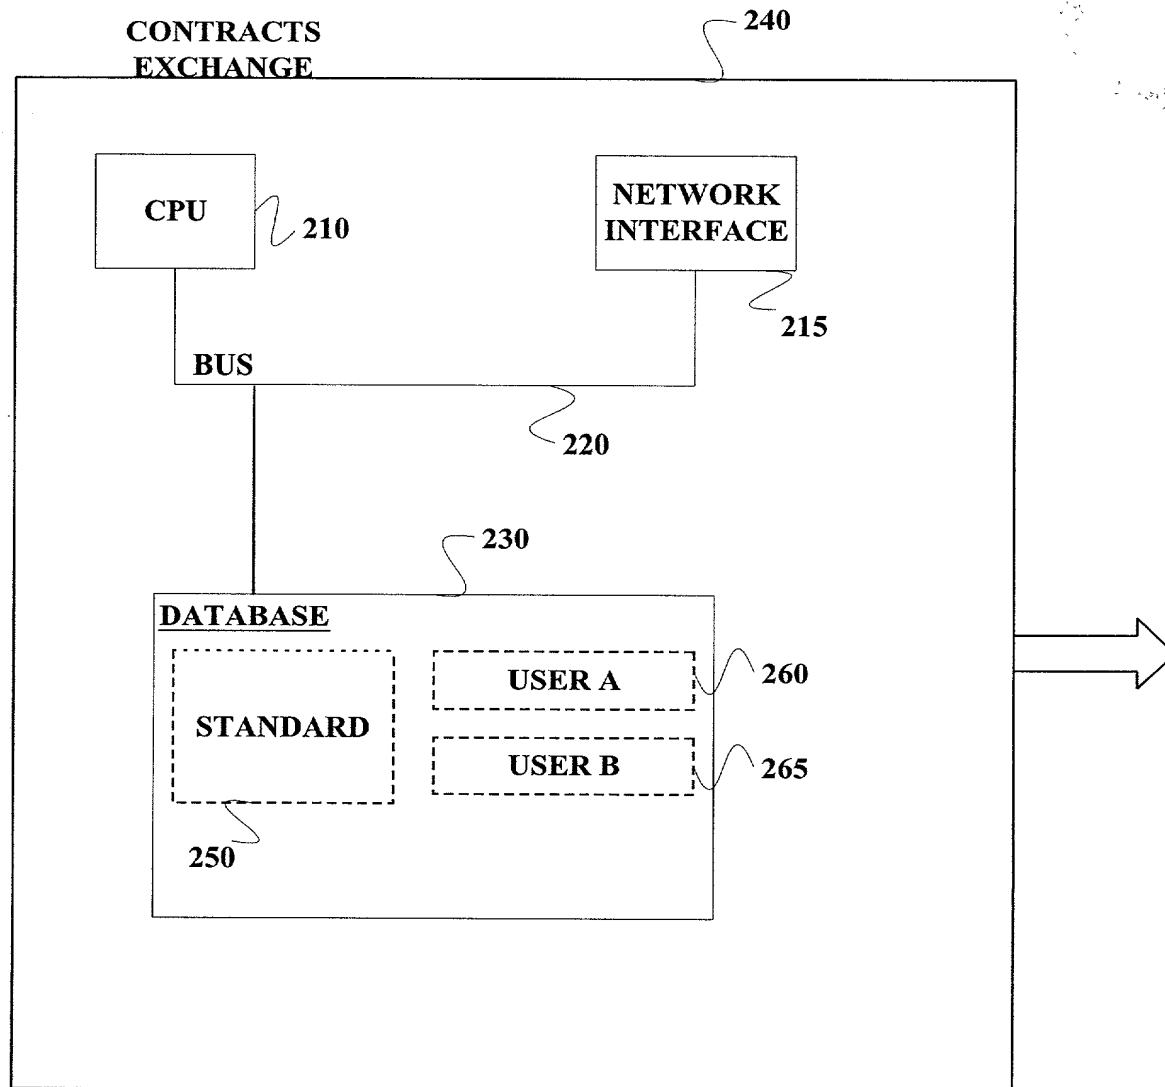 240
CONTRACTS
EXCHANGE
CPU
210
NETWORK
INTERFACE
215
BUS
220
230
DATABASE
STANDARD
250
USER A
260
USER B
265